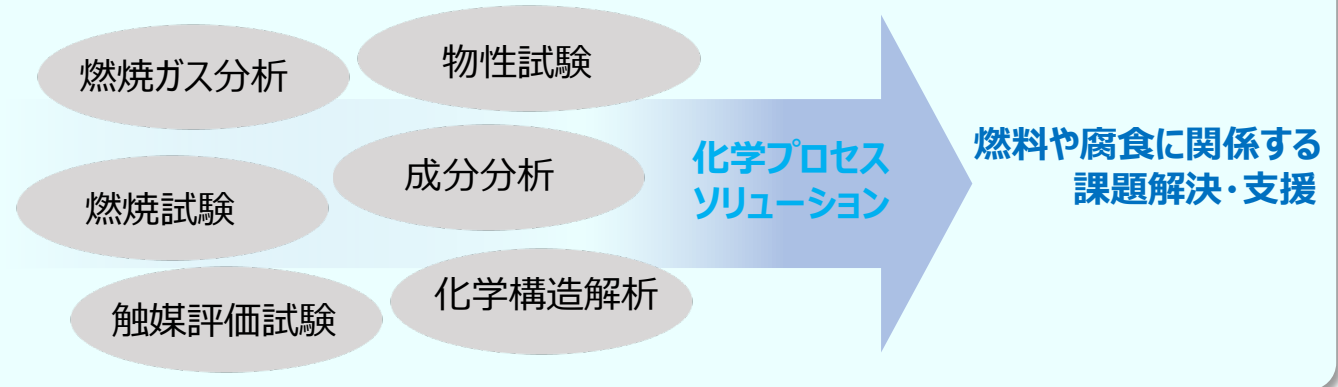 燃焼ガス分析
物性試験
燃焼試験
成分分析
触媒評価試験
化学構造解析
化学プロセス
ソリューション
燃料や腐食に関係する
課題解決・支援